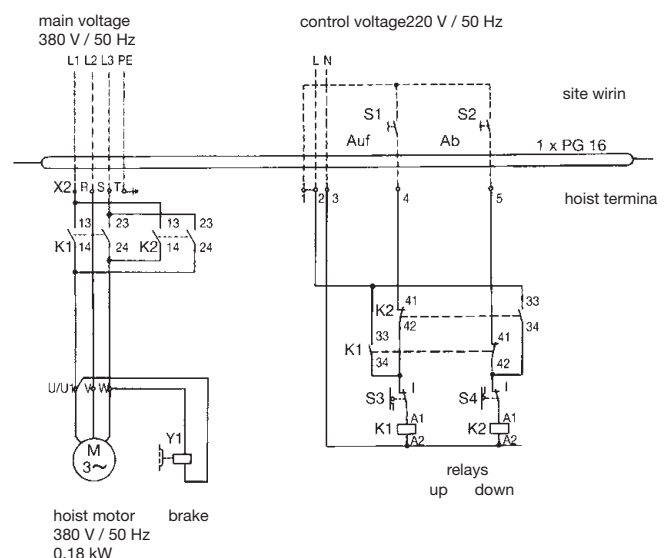 main voltage
380 V / 50 Hz
L1 L2 L3 PE
control voltage220 V / 50 Hz
L N
S1
S2
site wirin
Auf
Ab
1 x PG 16
X2 R S T
1 2 3 4 5
hoist termina
13 23 13 23
K1 14 24 K2 14 24
41 33
K2
42 34
33 41
K1
34 42
U/U1 V W
I I
S3 S4
Y1
A1 A1
K1 K2
A2 A2
M
3~
relays
up down
hoist motor brake
380 V / 50 Hz
0,18 kW